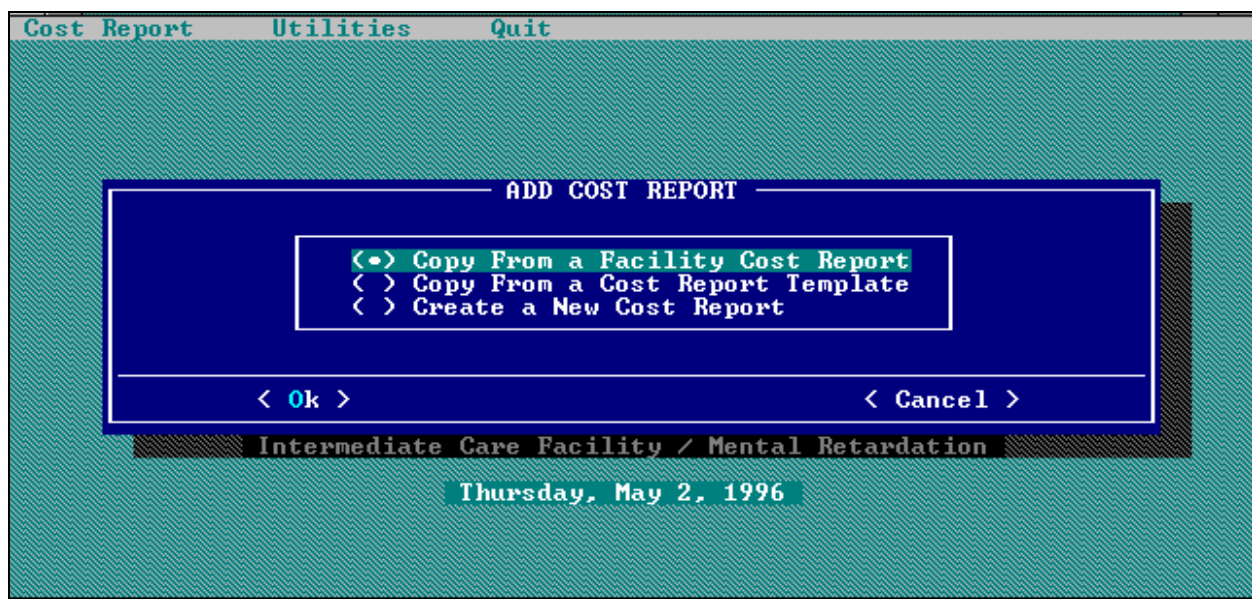 Cost Report Utilities Quit
ADD COST REPORT
(•) Copy From a Facility Cost Report
( ) Copy From a Cost Report Template
( ) Create a New Cost Report
< Ok > < Cancel >
Intermediate Care Facility / Mental Retardation
Thursday, May 2, 1996